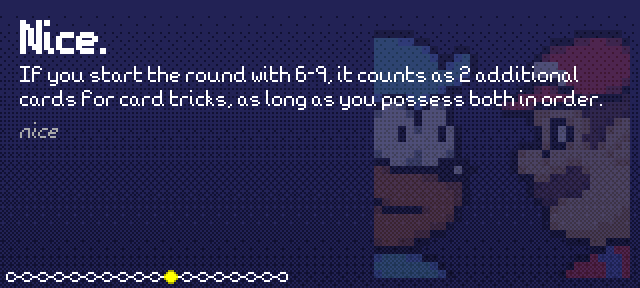 Nice.
If you start the round with 6-9, it counts as 2 additional
cards for card tricks, as long as you possess both in order.
nice